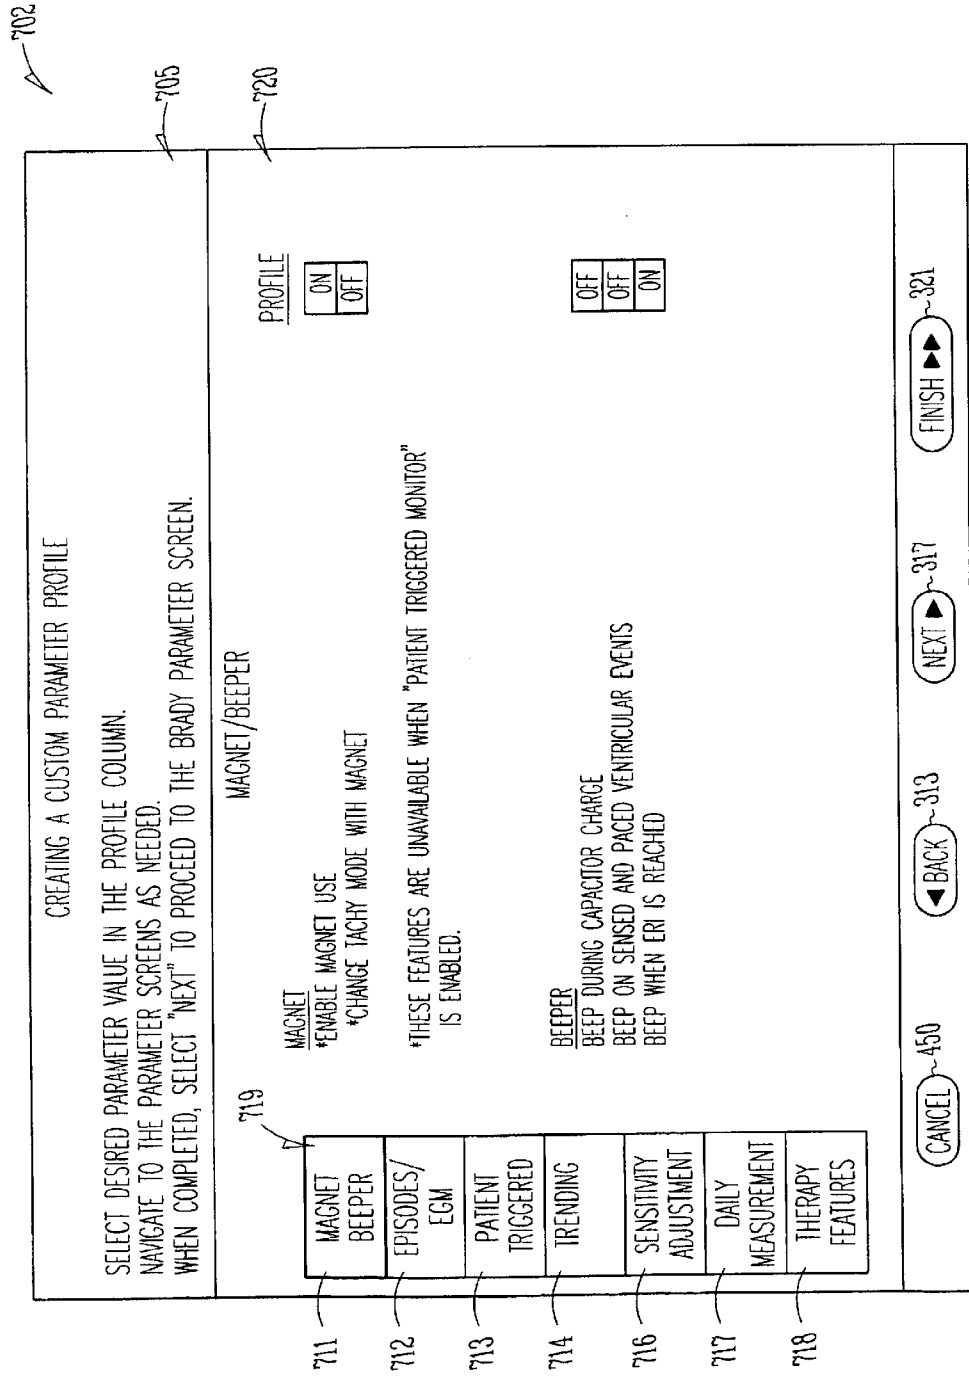 702
CREATING A CUSTOM PARAMETER PROFILE
SELECT DESIRED PARAMETER VALUE IN THE PROFILE COLUMN.
NAVIGATE TO THE PARAMETER SCREENS AS NEEDED.
WHEN COMPLETED, SELECT "NEXT" TO PROCEED TO THE BRADY PARAMETER SCREEN.
705
MAGNET/BEEPER
720
PROFILE
719
711
MAGNET
BEEPER
712
EPISODES/
EGM
713
PATIENT
TRIGGERED
714
TRENDING
716
SENSITIVITY
ADJUSTMENT
717
DAILY
MEASUREMENT
718
THERAPY
FEATURES
MAGNET
*ENABLE MAGNET USE ON
*CHANGE TACHY MODE WITH MAGNET OFF
*THESE FEATURES ARE UNAVAILABLE WHEN "PATIENT TRIGGERED MONITOR"
IS ENABLED.
BEEPER
BEEP DURING CAPACITOR CHARGE OFF
BEEP ON SENSED AND PACED VENTRICULAR EVENTS OFF
BEEP WHEN ERI IS REACHED ON
CANCEL 450 ◀ BACK 313 NEXT ▶ 317 FINISH ▶▶ 321